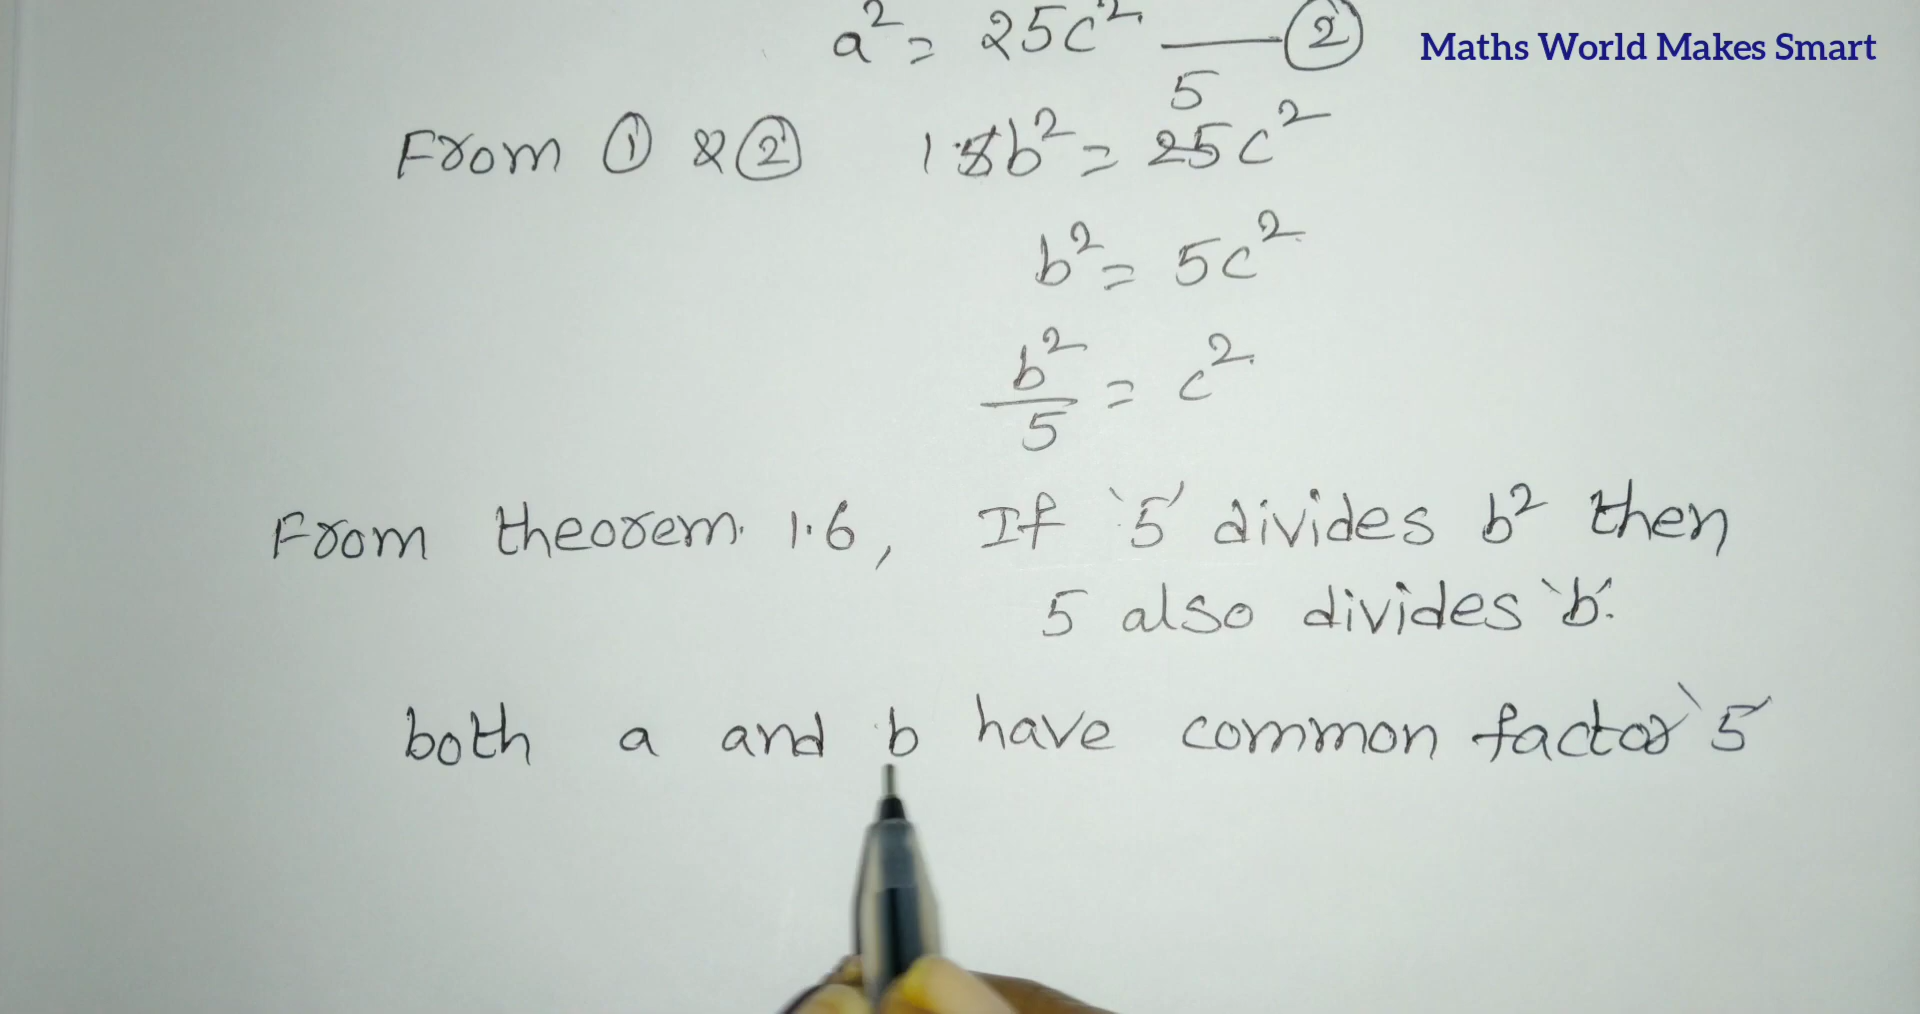 a² = 25c² —— ②
Maths World Makes Smart
5
From ① & ② 1 5b² = 25c²
b² = 5c²
b²/5 = c²
From theorem 1.6, If '5' divides b² then
5 also divides 'b'.
both a and b have common factor '5'